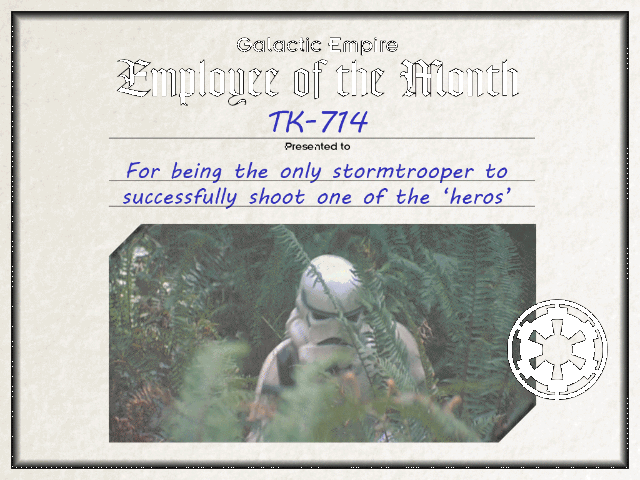 Galactic Empire
Employee of the Month
TK-714
Presented to
For being the only stormtrooper to
successfully shoot one of the ‘heros’